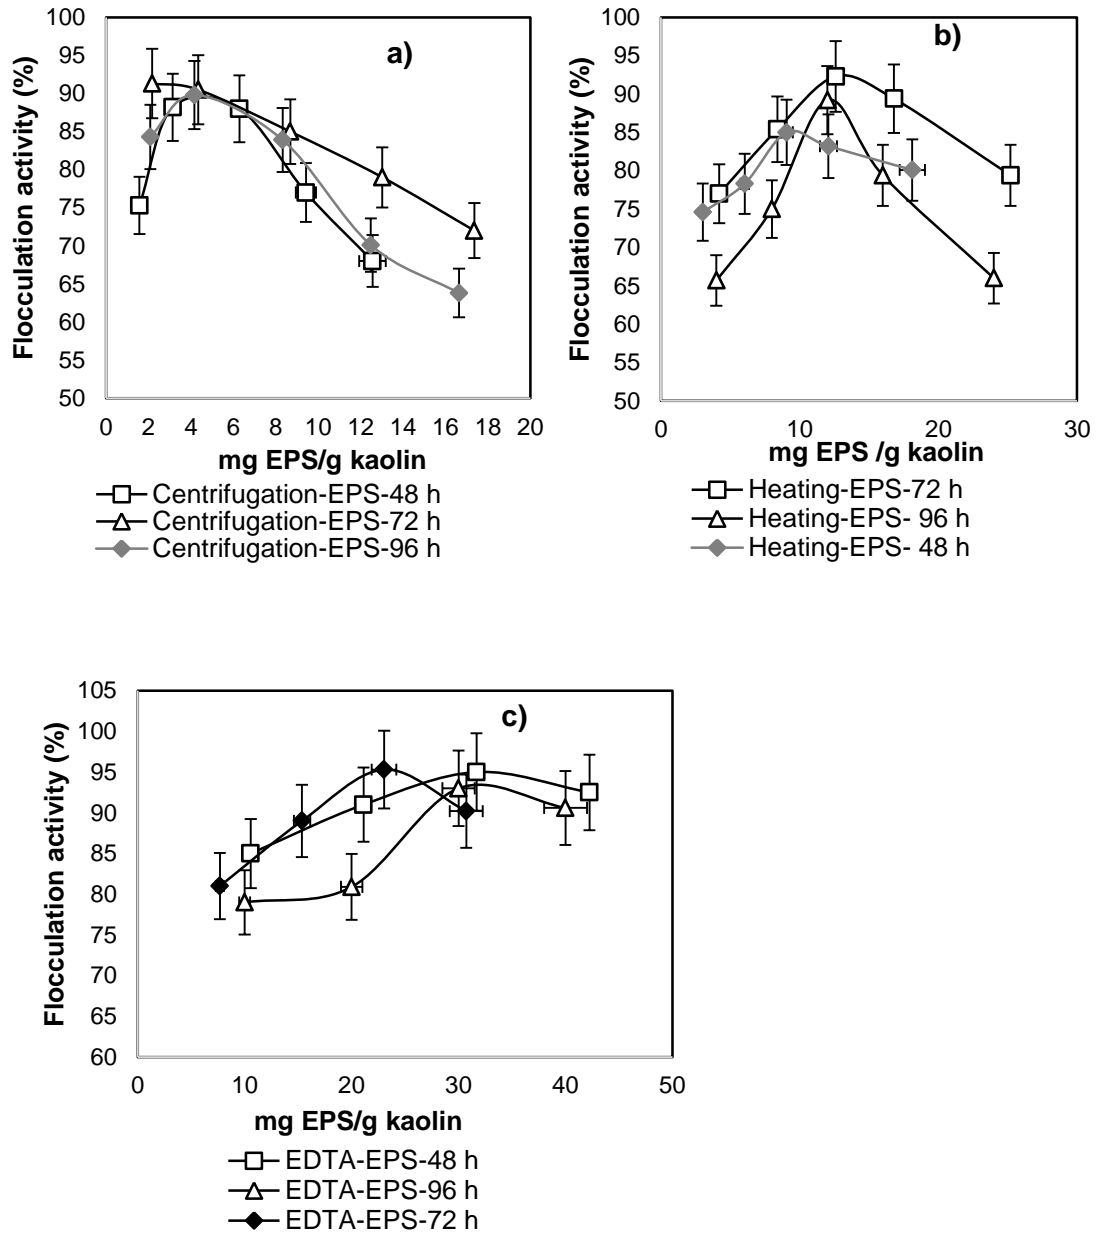 a)
Flocculation activity (%)
100
95
90
85
80
75
70
65
60
55
50
0 2 4 6 8 10 12 14 16 18 20
mg EPS/g kaolin
Centrifugation-EPS-48 h
Centrifugation-EPS-72 h
Centrifugation-EPS-96 h
b)
Flocculation activity (%)
100
95
90
85
80
75
70
65
60
55
50
0 10 20 30
mg EPS /g kaolin
Heating-EPS-72 h
Heating-EPS- 96 h
Heating-EPS- 48 h
c)
Flocculation activity (%)
105
100
95
90
85
80
75
70
65
60
0 10 20 30 40 50
mg EPS/g kaolin
EDTA-EPS-48 h
EDTA-EPS-96 h
EDTA-EPS-72 h